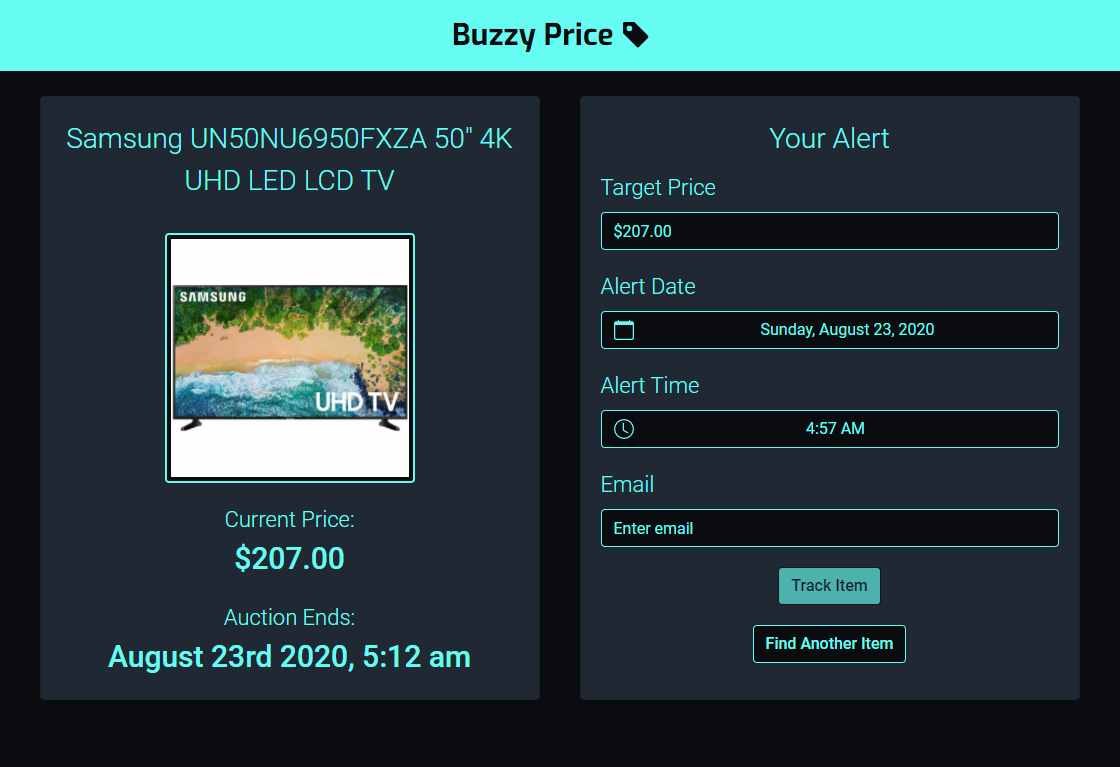 Buzzy Price
Samsung UN50NU6950FXZA 50" 4K
UHD LED LCD TV
SAMSUNG
UHD TV
Current Price:
$207.00
Auction Ends:
August 23rd 2020, 5:12 am
Your Alert
Target Price
$207.00
Alert Date
Sunday, August 23, 2020
Alert Time
4:57 AM
Email
Enter email
Track Item
Find Another Item